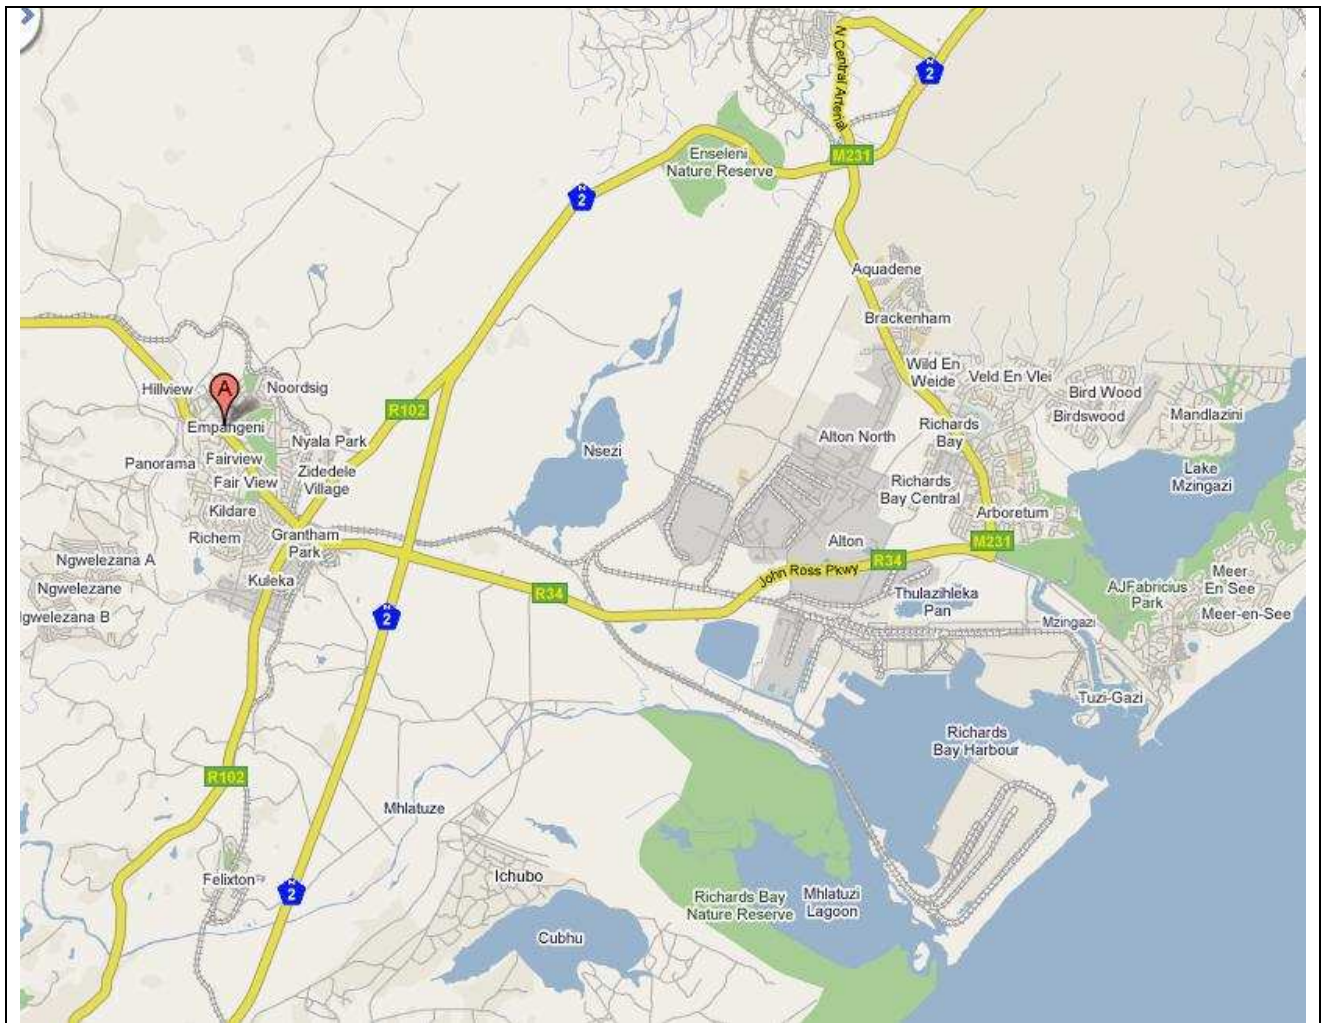 N Central Arterial
N
2
M231
Enseleni
Nature Reserve
N
2
Aquadene
Brackenham
Wild En
Weide
Veld En Vlei
Bird Wood
Birdswood
Mandlazini
Hillview
A
Noordsig
R102
Empangeni
Nyala Park
Panorama
Fairview
Fair View
Zidedele
Village
Kildare
Richem
Grantham
Park
Nsezi
Alton North
Richards
Bay
Richards
Bay Central
Arboretum
Lake
Mzingazi
Alton
M231
R34
John Ross Pkwy
Ngwelezana A
Ngwelezane
gwelezana B
Kuleka
R34
N
2
Thulazihleka
Pan
Mzingazi
AJFabricius
Park
Meer
En See
Meer-en-See
Tuzi-Gazi
Richards
Bay Harbour
R102
Mhlatuze
Felixton
N
2
Ichubo
Cubhu
Richards Bay
Nature Reserve
Mhlatuzi
Lagoon